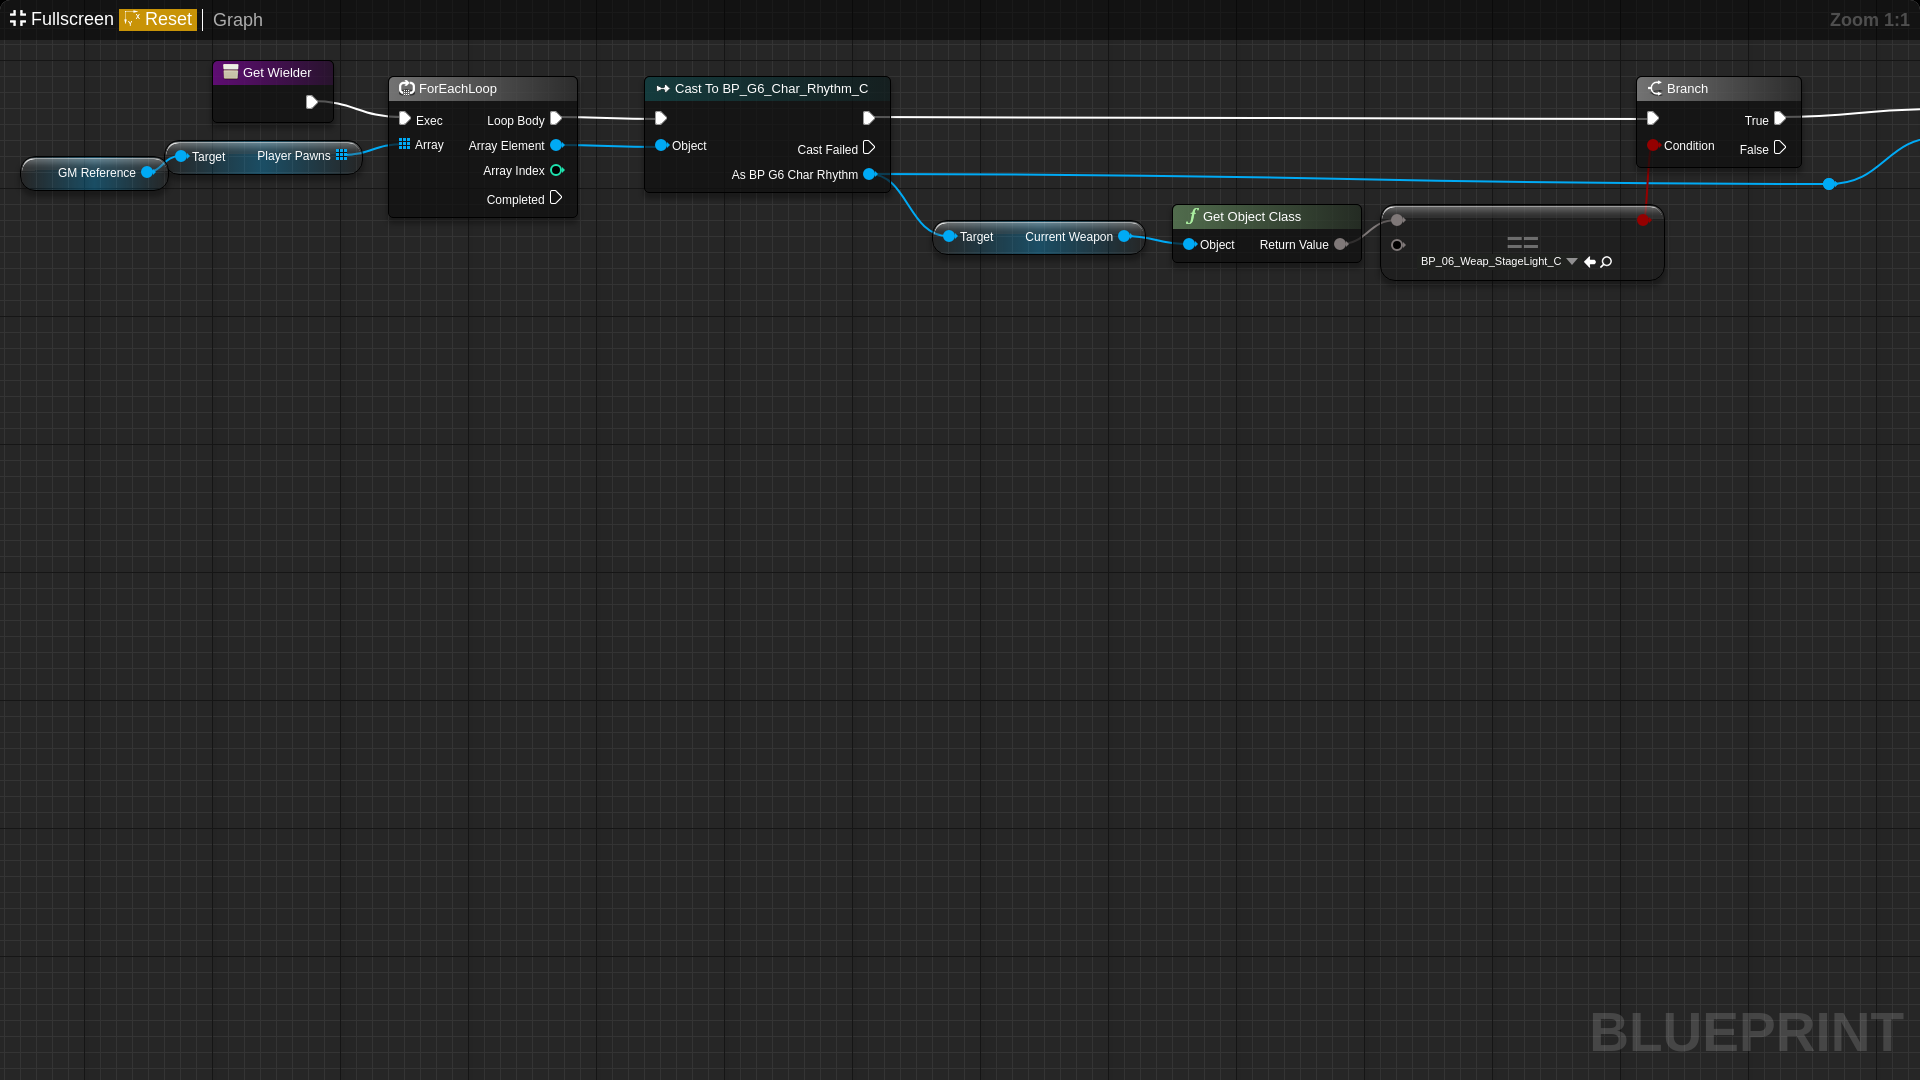 Fullscreen Reset Graph Zoom 1:1
Get Wielder
ForEachLoop
Exec Loop Body
Array Array Element
Array Index
Completed
GM Reference
Target Player Pawns
Cast To BP_G6_Char_Rhythm_C
Object
Cast Failed
As BP G6 Char Rhythm
Target Current Weapon
Get Object Class
Object Return Value
==
BP_06_Weap_StageLight_C
Branch
True
Condition
False
BLUEPRINT